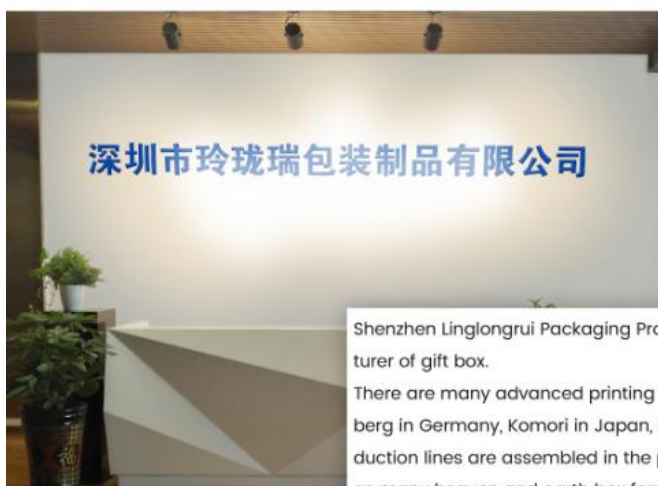 深圳市玲珑瑞包装制品有限公司
Shenzhen Linglongrui Packaging Pro
turer of gift box.
There are many advanced printing
berg in Germany, Komori in Japan,
duction lines are assembled in the